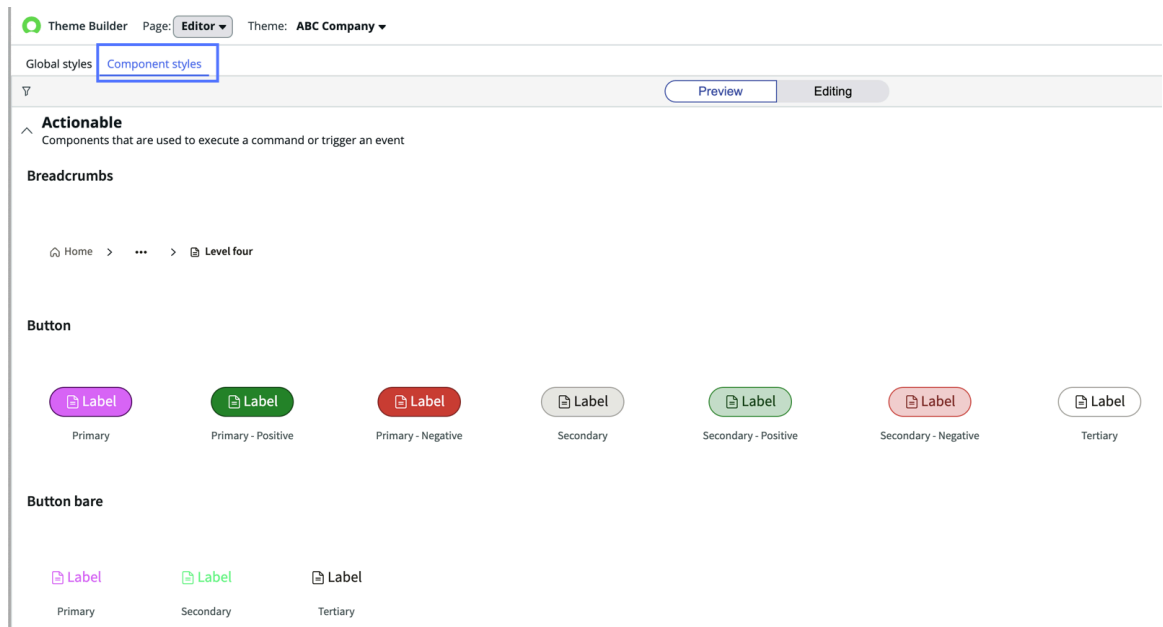 Theme Builder Page: Editor Theme: ABC Company
Global styles Component styles
Preview Editing
Actionable
Components that are used to execute a command or trigger an event
Breadcrumbs
Home > ... > Level four
Button
Label Label Label Label Label Label Label
Primary Primary - Positive Primary - Negative Secondary Secondary - Positive Secondary - Negative Tertiary
Button bare
Label Label Label
Primary Secondary Tertiary